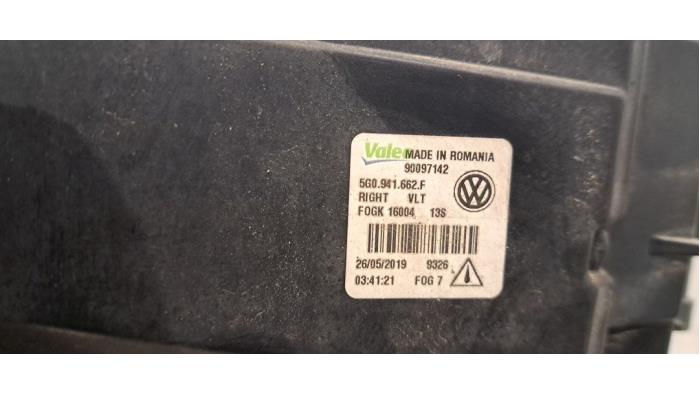 Valeo MADE IN ROMANIA
90097142
5G0.941.662.F
RIGHT VLT
FOGK 16004 13S
26/05/2019 9326
03:41:21 FOG 7